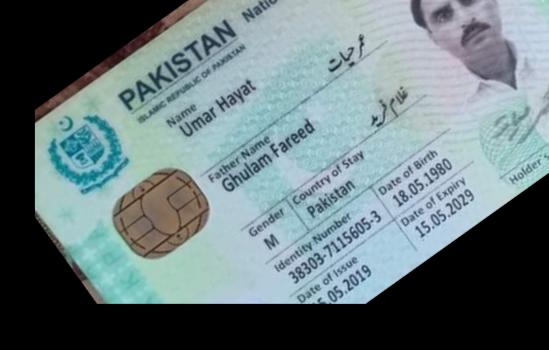 PAKISTAN Natio
ISLAMIC REPUBLIC OF PAKISTAN
Name
Umar Hayat
عمر حیات
Father Name
Ghulam Fareed
غلام فرید
Gender
M
Country of Stay
Pakistan
Identity Number
38303-7115605-3
Date of Birth
18.05.1980
Date of Issue
15.05.2019
Date of Expiry
15.05.2029
Holder's